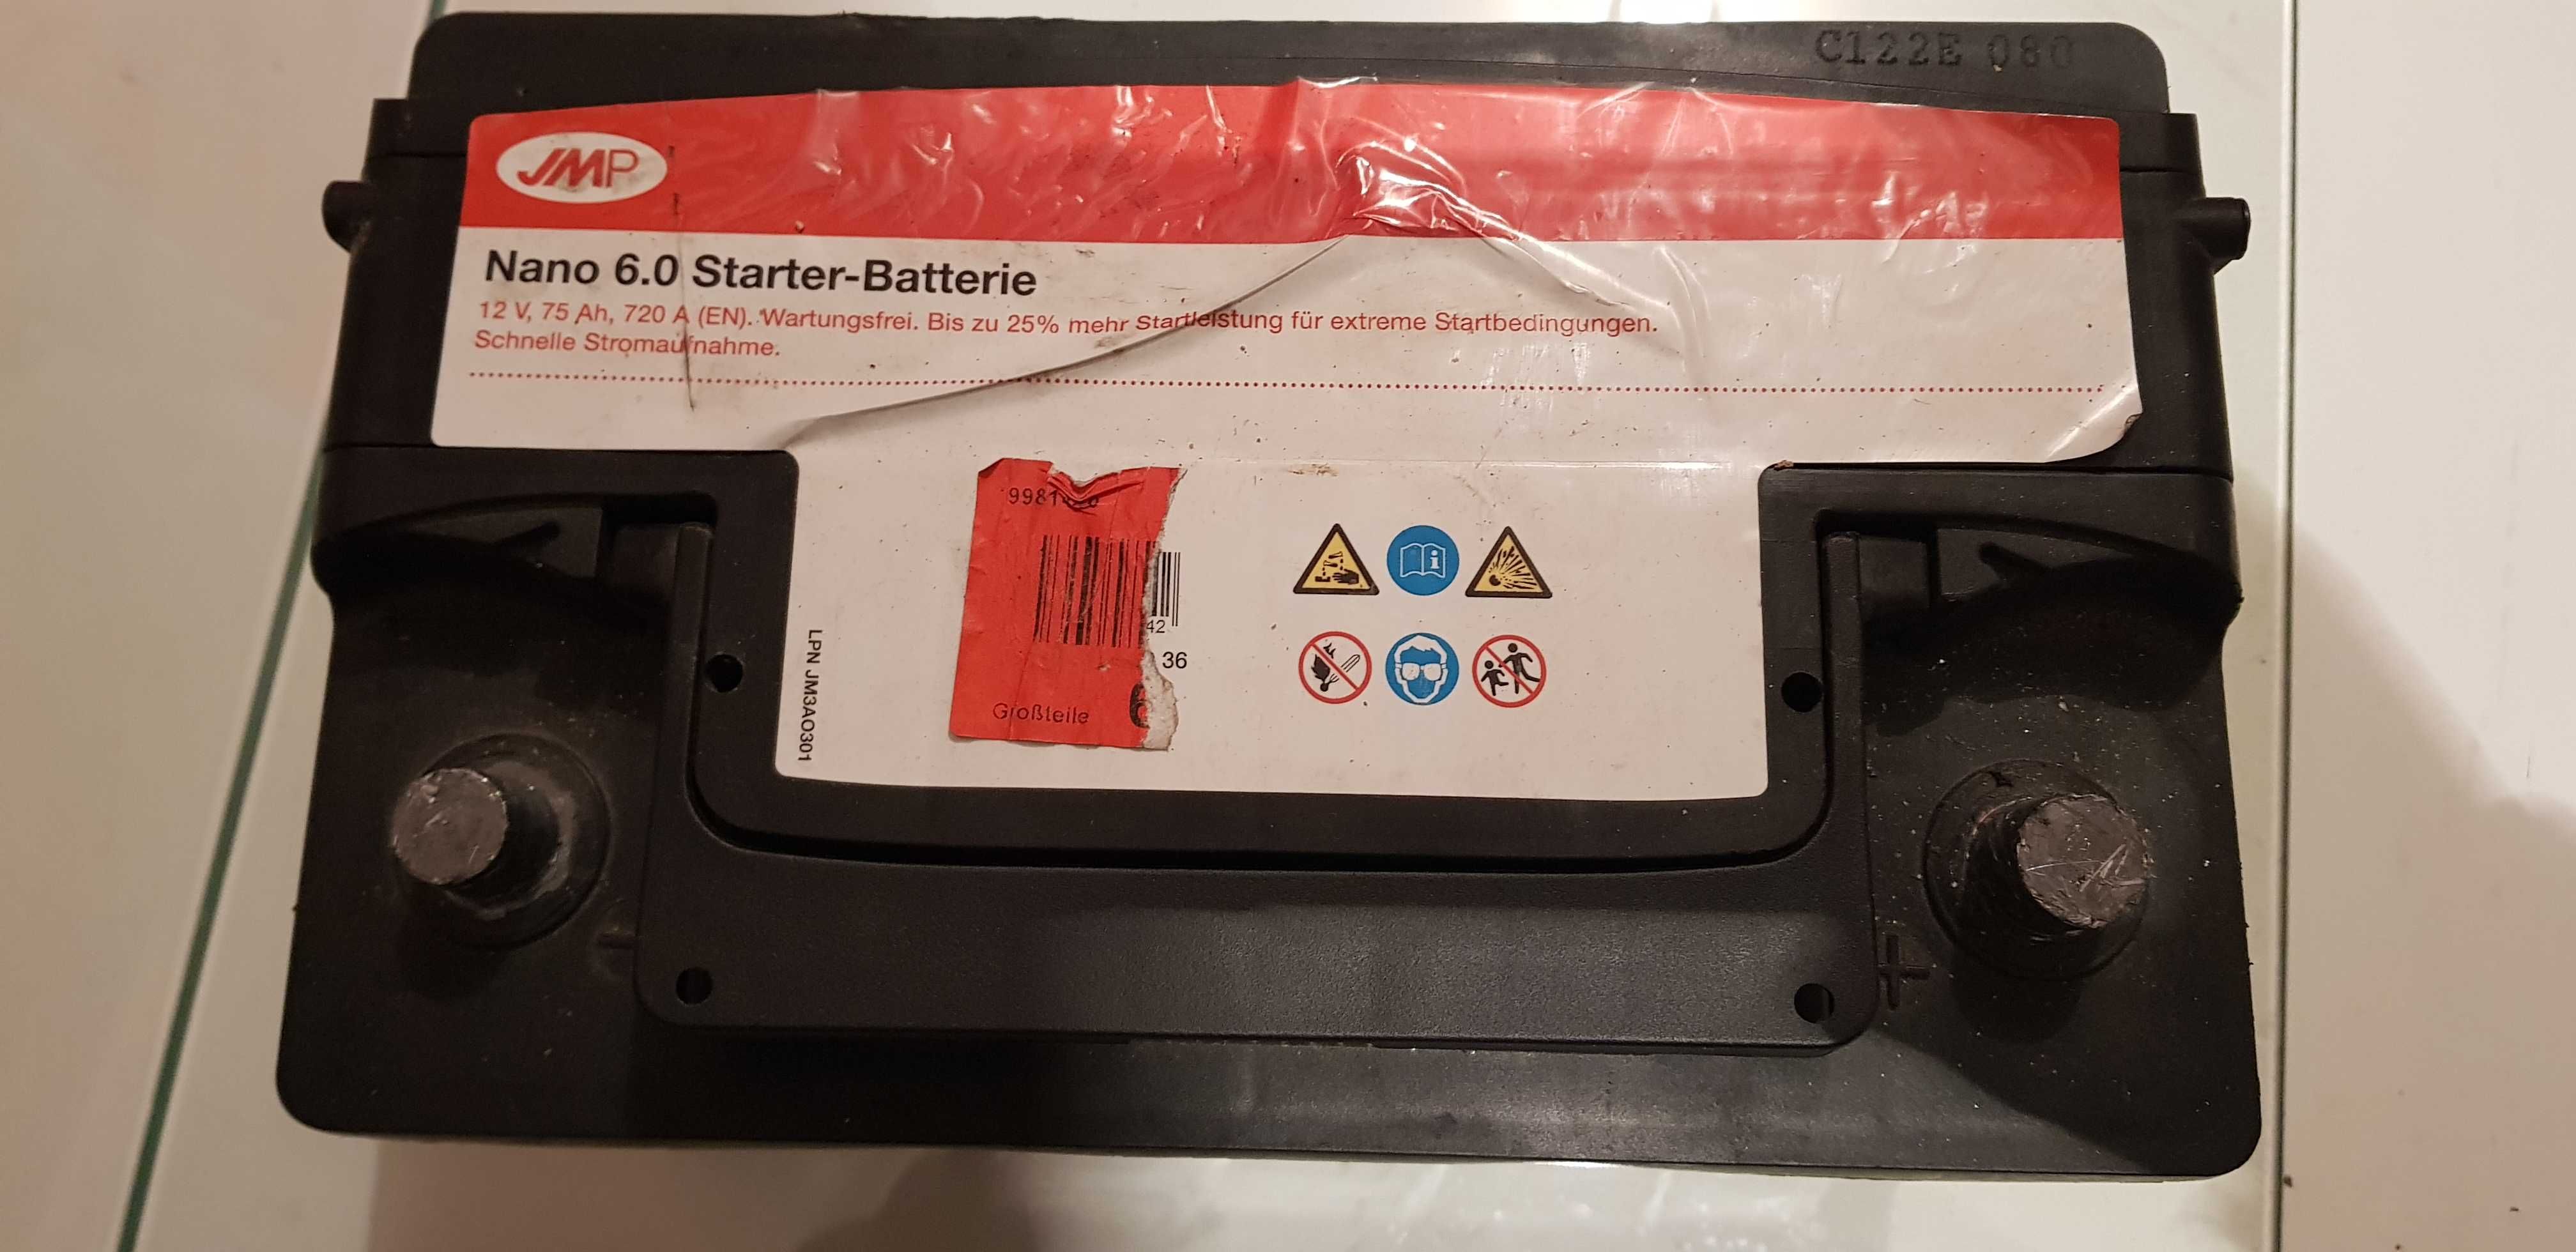 C122E 080
JMP
Nano 6.0 Starter-Batterie
12 V, 75 Ah, 720 A (EN). Wartungsfrei. Bis zu 25% mehr Startleistung für extreme Startbedingungen.
Schnelle Stromaufnahme.
42
36
Großteile
LPN JM3AO301
-
+